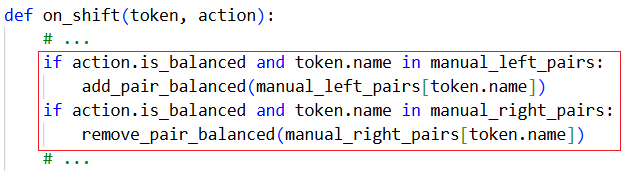 def on_shift(token, action):
    # ...
    if action.is_balanced and token.name in manual_left_pairs:
        add_pair_balanced(manual_left_pairs[token.name])
    if action.is_balanced and token.name in manual_right_pairs:
        remove_pair_balanced(manual_right_pairs[token.name])
    # ...